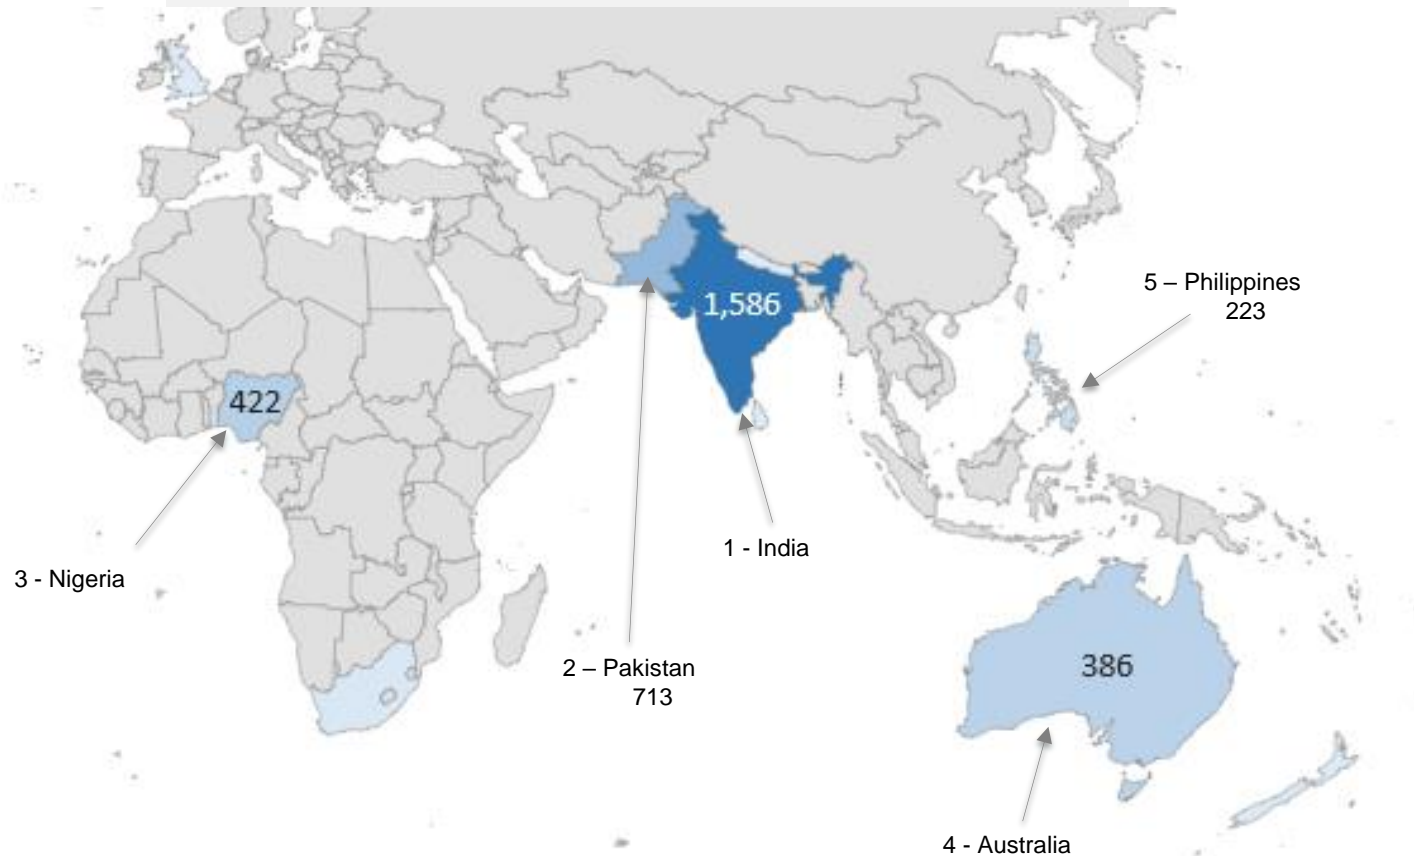 5 – Philippines
223
1,586
422
1 - India
3 - Nigeria
2 – Pakistan
713
386
4 - Australia